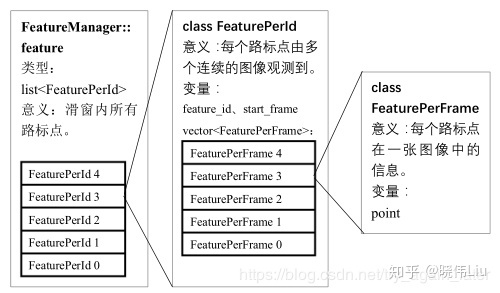 FeatureManager::
feature
类型：
list<FeaturePerId>
意义：滑窗内所有
路标点。
FeaturePerId 4
FeaturePerId 3
FeaturePerId 2
FeaturePerId 1
FeaturePerId 0
class FeaturePerId
意义：每个路标点由多
个连续的图像观测到。
变量：
feature_id、start_frame
vector<FeaturePerFrame>：
FeaturePerFrame 4
FeaturePerFrame 3
FeaturePerFrame 2
FeaturePerFrame 1
FeaturePerFrame 0
class
FeaturePerFrame
意义：每个路标点
在一张图像中的
信息。
变量：
point
https://blog.csdn.net/
知乎 @晓伟Liu